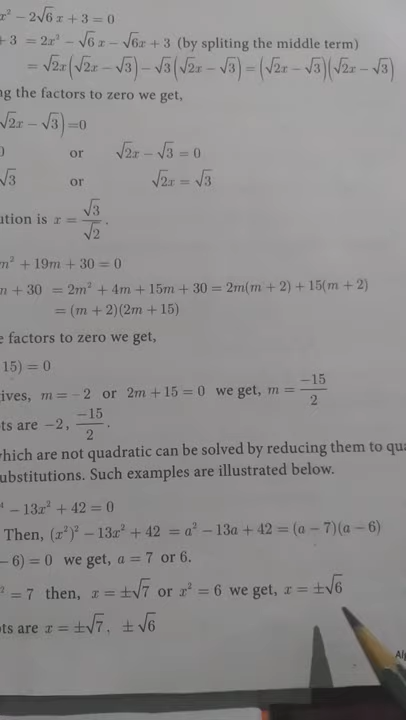 x² − 2√6 x + 3 = 0
+ 3 = 2x² − √6 x − √6x + 3 (by spliting the middle term)
= √2x(√2x − √3) − √3(√2x − √3) = (√2x − √3)(√2x − √3)
ng the factors to zero we get,
√2x − √3) = 0
or √2x − √3 = 0
√3 or √2x = √3
ution is x = √3/√2.
m² + 19m + 30 = 0
n + 30 = 2m² + 4m + 15m + 30 = 2m(m + 2) + 15(m + 2)
= (m + 2)(2m + 15)
e factors to zero we get,
15) = 0
ives, m = −2 or 2m + 15 = 0 we get, m = −15/2
ts are −2, −15/2.
which are not quadratic can be solved by reducing them to qua
ubstitutions. Such examples are illustrated below.
⁴ − 13x² + 42 = 0
Then, (x²)² − 13x² + 42 = a² − 13a + 42 = (a − 7)(a − 6)
− 6) = 0 we get, a = 7 or 6.
² = 7 then, x = ±√7 or x² = 6 we get, x = ±√6
ts are x = ±√7, ±√6
Al